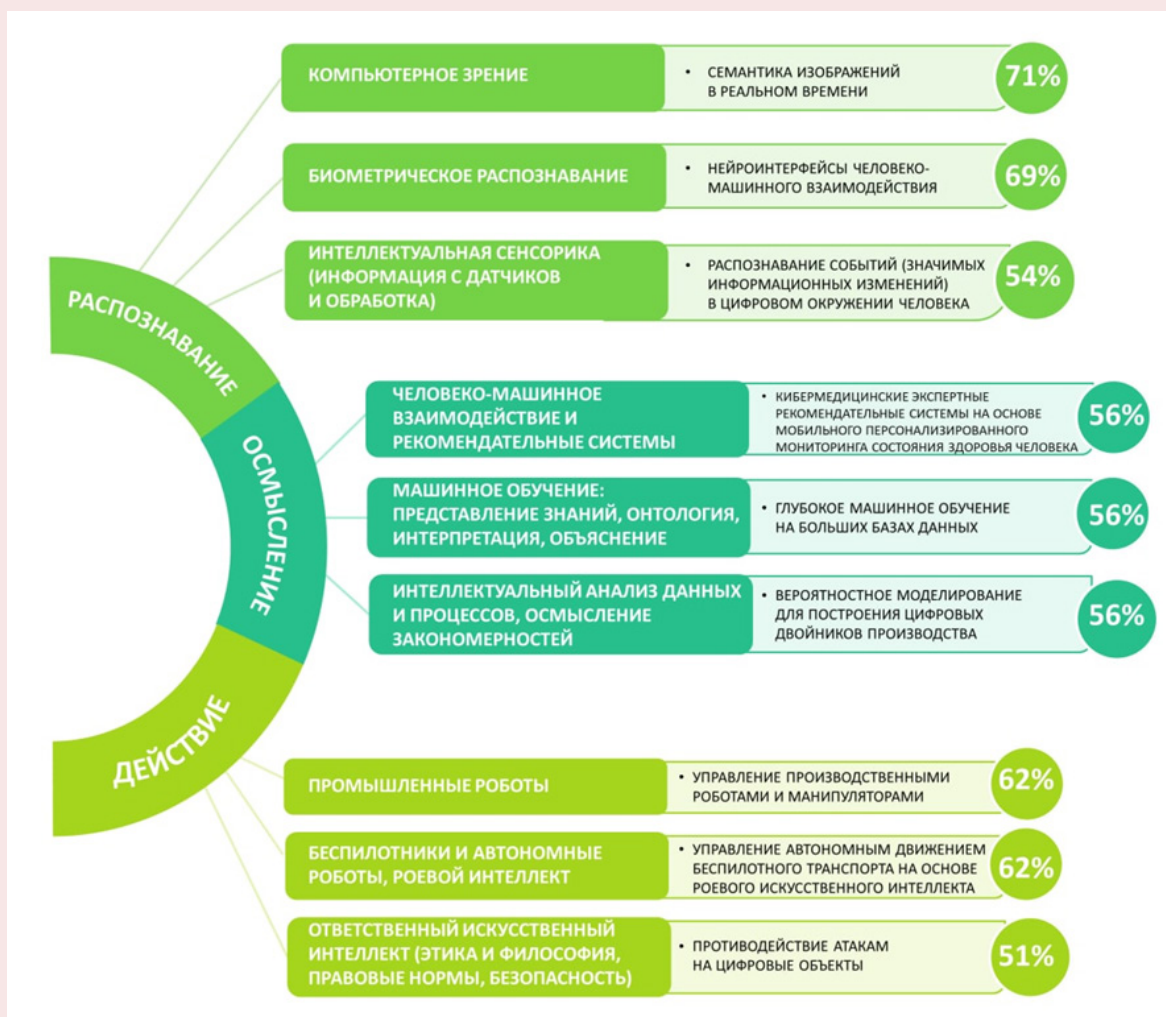 РАСПОЗНАВАНИЕ
КОМПЬЮТЕРНОЕ ЗРЕНИЕ
• СЕМАНТИКА ИЗОБРАЖЕНИЙ
В РЕАЛЬНОМ ВРЕМЕНИ
71%
БИОМЕТРИЧЕСКОЕ РАСПОЗНАВАНИЕ
• НЕЙРОИНТЕРФЕЙСЫ ЧЕЛОВЕКО-
МАШИННОГО ВЗАИМОДЕЙСТВИЯ
69%
ИНТЕЛЛЕКТУАЛЬНАЯ СЕНСОРИКА
(ИНФОРМАЦИЯ С ДАТЧИКОВ
И ОБРАБОТКА)
• РАСПОЗНАВАНИЕ СОБЫТИЙ (ЗНАЧИМЫХ
ИНФОРМАЦИОННЫХ ИЗМЕНЕНИЙ)
В ЦИФРОВОМ ОКРУЖЕНИИ ЧЕЛОВЕКА
54%
ОСМЫСЛЕНИЕ
ЧЕЛОВЕКО-МАШИННОЕ
ВЗАИМОДЕЙСТВИЕ И
РЕКОМЕНДАТЕЛЬНЫЕ СИСТЕМЫ
• КИБЕРМЕДИЦИНСКИЕ ЭКСПЕРТНЫЕ
РЕКОМЕНДАТЕЛЬНЫЕ СИСТЕМЫ НА ОСНОВЕ
МОБИЛЬНОГО ПЕРСОНАЛИЗИРОВАННОГО
МОНИТОРИНГА СОСТОЯНИЯ ЗДОРОВЬЯ ЧЕЛОВЕКА
56%
МАШИННОЕ ОБУЧЕНИЕ:
ПРЕДСТАВЛЕНИЕ ЗНАНИЙ, ОНТОЛОГИЯ,
ИНТЕРПРЕТАЦИЯ, ОБЪЯСНЕНИЕ
• ГЛУБОКОЕ МАШИННОЕ ОБУЧЕНИЕ
НА БОЛЬШИХ БАЗАХ ДАННЫХ
56%
ИНТЕЛЛЕКТУАЛЬНЫЙ АНАЛИЗ ДАННЫХ
И ПРОЦЕССОВ, ОСМЫСЛЕНИЕ
ЗАКОНОМЕРНОСТЕЙ
• ВЕРОЯТНОСТНОЕ МОДЕЛИРОВАНИЕ
ДЛЯ ПОСТРОЕНИЯ ЦИФРОВЫХ
ДВОЙНИКОВ ПРОИЗВОДСТВА
56%
ДЕЙСТВИЕ
ПРОМЫШЛЕННЫЕ РОБОТЫ
• УПРАВЛЕНИЕ ПРОИЗВОДСТВЕННЫМИ
РОБОТАМИ И МАНИПУЛЯТОРАМИ
62%
БЕСПИЛОТНИКИ И АВТОНОМНЫЕ
РОБОТЫ, РОЕВОЙ ИНТЕЛЛЕКТ
• УПРАВЛЕНИЕ АВТОНОМНЫМ ДВИЖЕНИЕМ
БЕСПИЛОТНОГО ТРАНСПОРТА НА ОСНОВЕ
РОЕВОГО ИСКУССТВЕННОГО ИНТЕЛЛЕКТА
62%
ОТВЕТСТВЕННЫЙ ИСКУССТВЕННЫЙ
ИНТЕЛЛЕКТ (ЭТИКА И ФИЛОСОФИЯ,
ПРАВОВЫЕ НОРМЫ, БЕЗОПАСНОСТЬ)
• ПРОТИВОДЕЙСТВИЕ АТАКАМ
НА ЦИФРОВЫЕ ОБЪЕКТЫ
51%